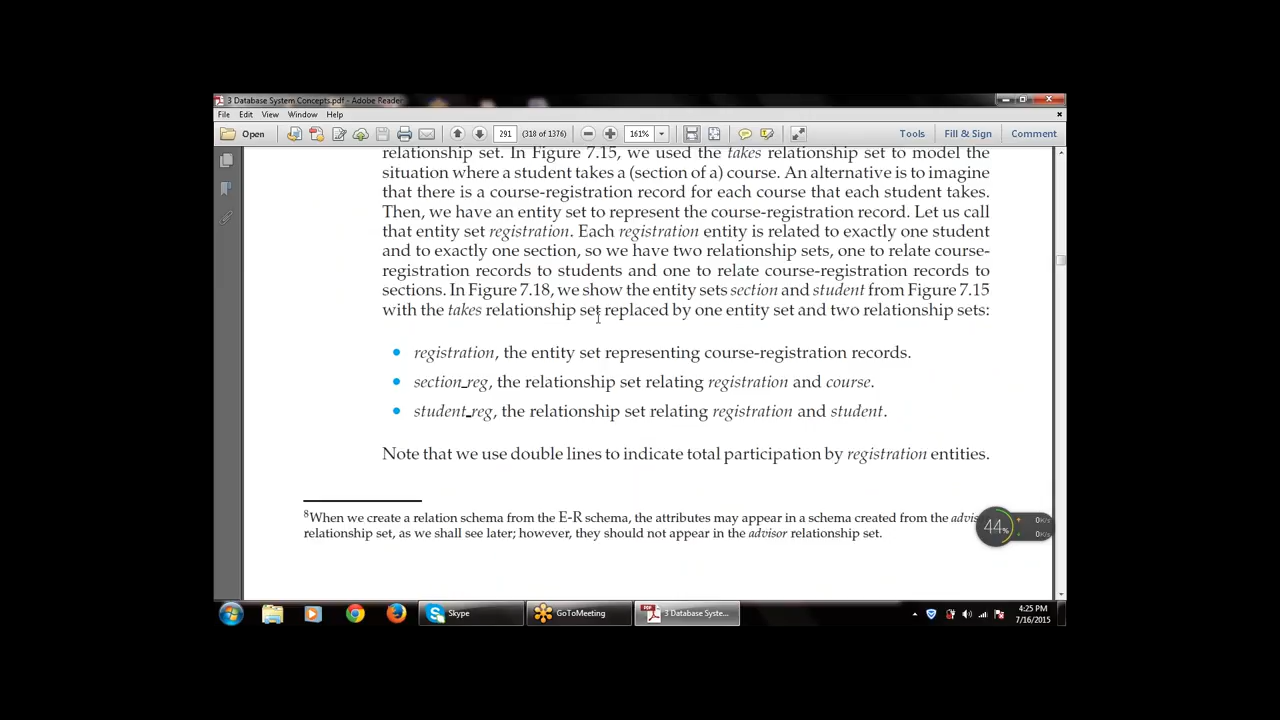 3 Database System Concepts.pdf - Adobe Reader
File Edit View Window Help
Open 291 (318 of 1376) 161% Tools Fill & Sign Comment
relationship set. In Figure 7.15, we used the takes relationship set to model the
situation where a student takes a (section of a) course. An alternative is to imagine
that there is a course-registration record for each course that each student takes.
Then, we have an entity set to represent the course-registration record. Let us call
that entity set registration. Each registration entity is related to exactly one student
and to exactly one section, so we have two relationship sets, one to relate course-
registration records to students and one to relate course-registration records to
sections. In Figure 7.18, we show the entity sets section and student from Figure 7.15
with the takes relationship set replaced by one entity set and two relationship sets:
• registration, the entity set representing course-registration records.
• section_reg, the relationship set relating registration and course.
• student_reg, the relationship set relating registration and student.
Note that we use double lines to indicate total participation by registration entities.
8When we create a relation schema from the E-R schema, the attributes may appear in a schema created from the
relationship set, as we shall see later; however, they should not appear in the advisor relationship set.
44%
0K/s
0K/s
Skype GoToMeeting 3 Database Syste...
4:25 PM
7/16/2015